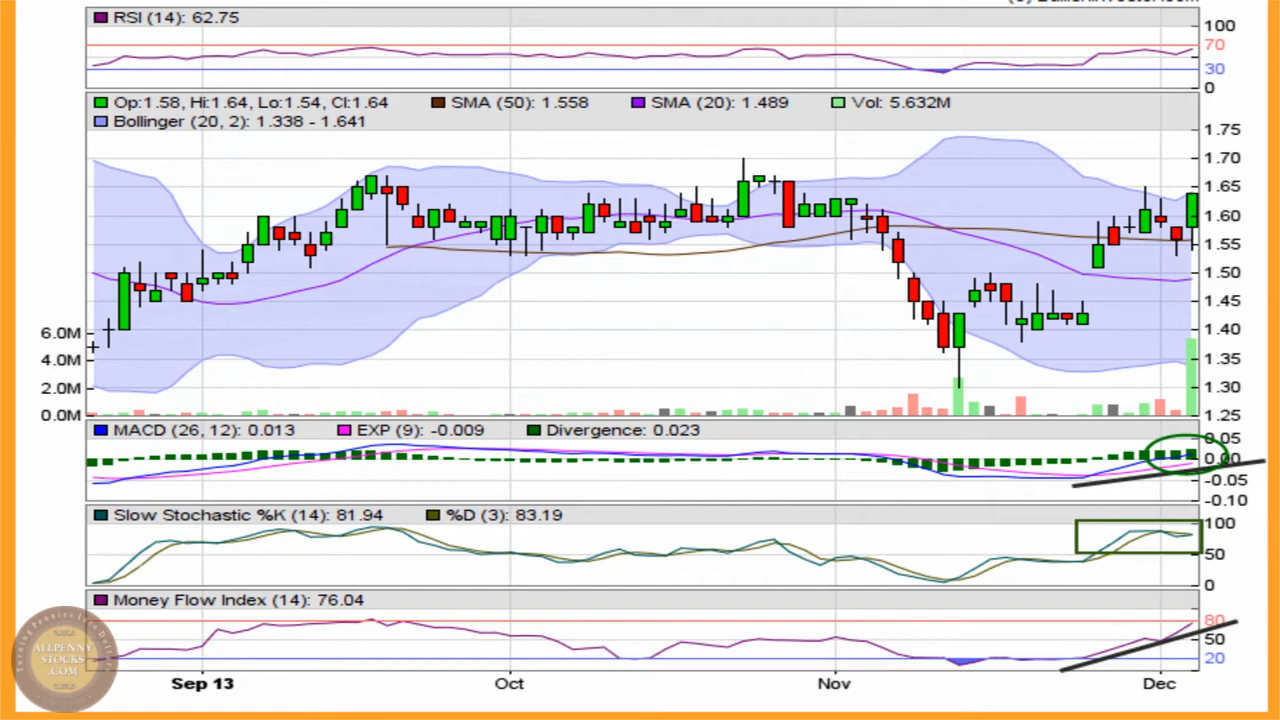 RSI (14): 62.75
100
70
30
0
Op:1.58, Hi:1.64, Lo:1.54, Cl:1.64 SMA (50): 1.558 SMA (20): 1.489 Vol: 5.632M
Bollinger (20, 2): 1.338 - 1.641
1.75
1.70
1.65
1.60
1.55
1.50
1.45
1.40
1.35
1.30
1.25
6.0M
4.0M
2.0M
0.0M
MACD (26, 12): 0.013 EXP (9): -0.009 Divergence: 0.023
0.05
0.00
-0.05
-0.10
Slow Stochastic %K (14): 81.94 %D (3): 83.19
100
50
0
Money Flow Index (14): 76.04
80
50
20
Sep 13 Oct Nov Dec
Turning Pennies Into Dollars
ALLPENNY
STOCKS
.COM